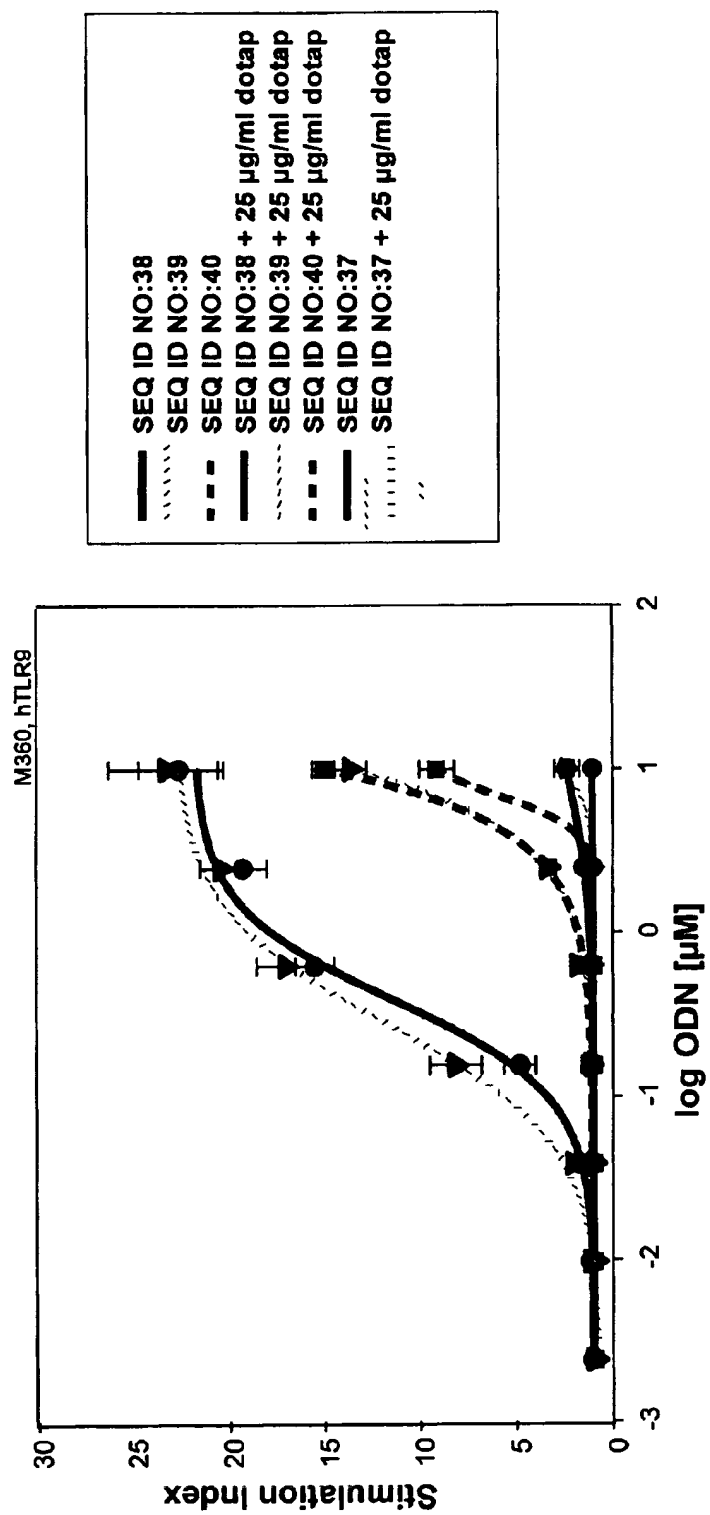 M360, hTLR9
Stimulation Index
30
25
20
15
10
5
0
-3
-2
-1
0
1
2
log ODN [µM]
SEQ ID NO:38
SEQ ID NO:39
SEQ ID NO:40
SEQ ID NO:38 + 25 µg/ml dotap
SEQ ID NO:39 + 25 µg/ml dotap
SEQ ID NO:40 + 25 µg/ml dotap
SEQ ID NO:37
SEQ ID NO:37 + 25 µg/ml dotap